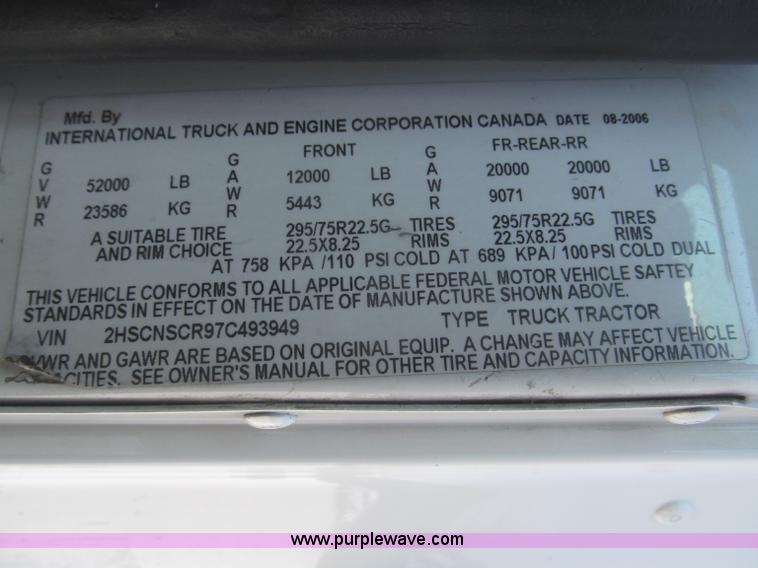 Mfd. By
INTERNATIONAL TRUCK AND ENGINE CORPORATION CANADA DATE 08-2006
GVWR 52000 LB 23586 KG
GAWR FRONT 12000 LB 5443 KG
GAWR FR-REAR-RR 20000 20000 LB 9071 9071 KG
A SUITABLE TIRE 295/75R22.5G TIRES 295/75R22.5G TIRES
AND RIM CHOICE 22.5X8.25 RIMS 22.5X8.25 RIMS
AT 758 KPA /110 PSI COLD AT 689 KPA/ 100 PSI COLD DUAL
THIS VEHICLE CONFORMS TO ALL APPLICABLE FEDERAL MOTOR VEHICLE SAFTEY
STANDARDS IN EFFECT ON THE DATE OF MANUFACTURE SHOWN ABOVE.
VIN 2HSCNSCR97C493949 TYPE TRUCK TRACTOR
VWR AND GAWR ARE BASED ON ORIGINAL EQUIP. A CHANGE MAY AFFECT VEHICLE
CITIES. SEE OWNER'S MANUAL FOR OTHER TIRE AND CAPACITY INFORMATION.
www.purplewave.com